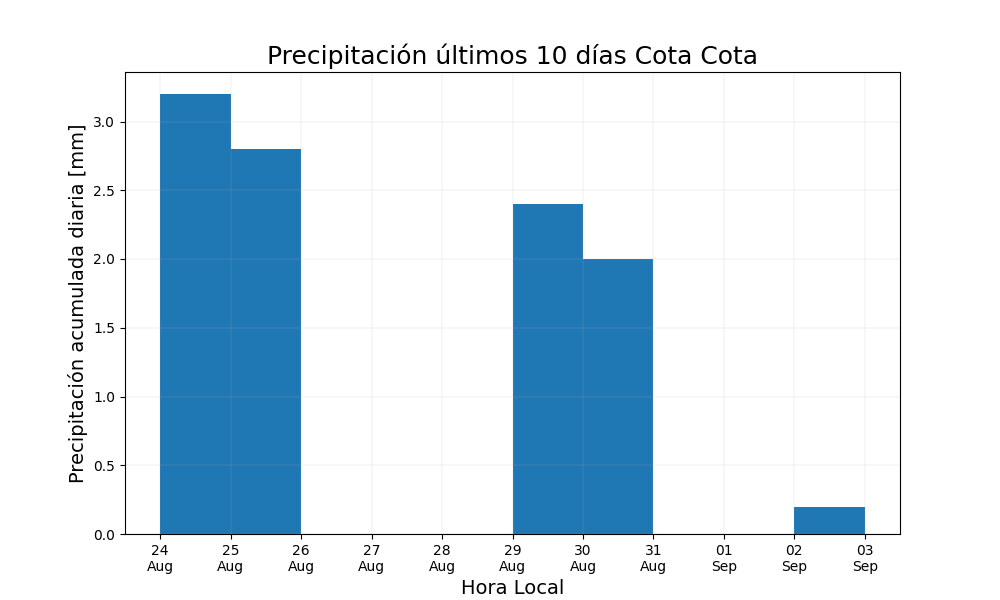 Precipitación últimos 10 días Cota Cota
Precipitación acumulada diaria [mm]
3.0
2.5
2.0
1.5
1.0
0.5
0.0
24 25 26 27 28 29 30 31 01 02 03
Aug Aug Aug Aug Aug Aug Aug Aug Sep Sep Sep
Hora Local